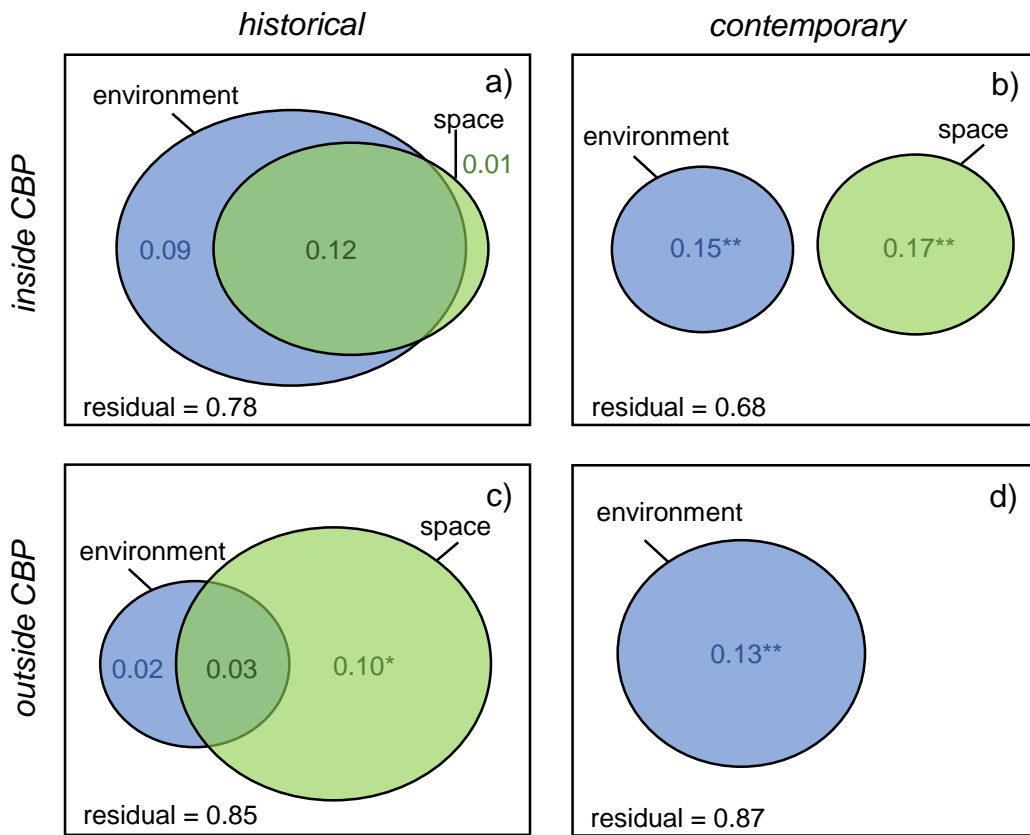 historical
contemporary
inside CBP
a)
environment
space
0.01
0.09
0.12
residual = 0.78
b)
environment
space
0.15**
0.17**
residual = 0.68
outside CBP
c)
environment
space
0.02
0.03
0.10*
residual = 0.85
d)
environment
0.13**
residual = 0.87